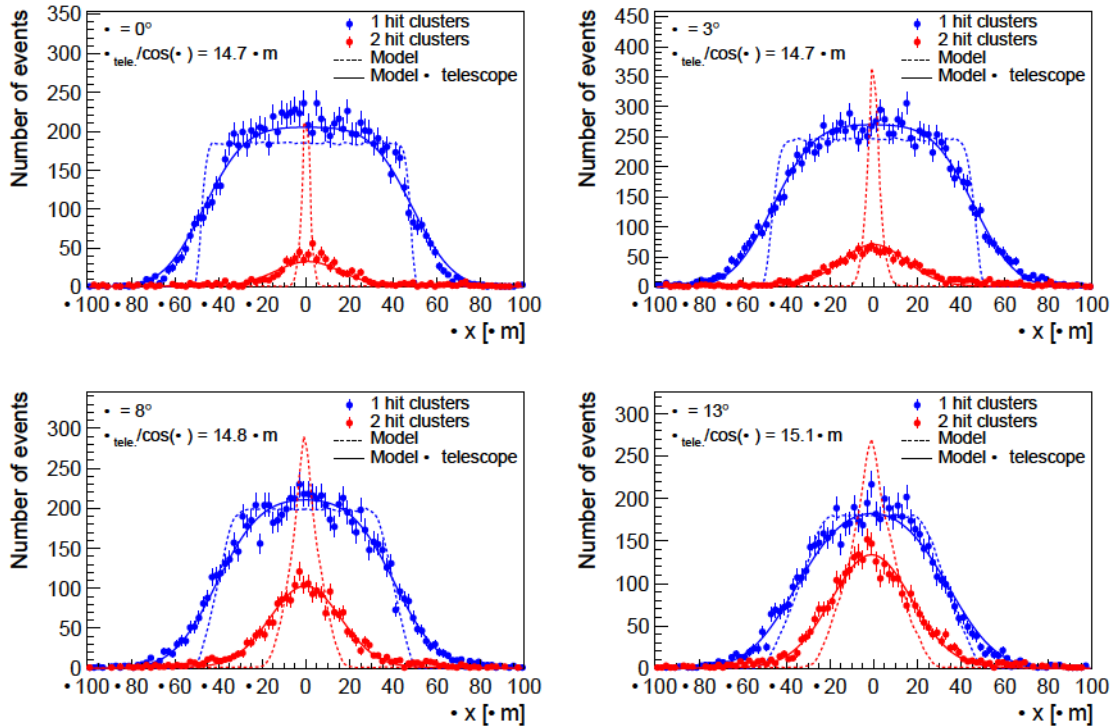 • = 0°
•tele./cos(•) = 14.7 • m
1 hit clusters
2 hit clusters
Model
Model • telescope
Number of events
350
300
250
200
150
100
50
0
•100 •80 •60 •40 •20 0 20 40 60 80 100
• x [• m]
• = 3°
•tele./cos(•) = 14.7 • m
1 hit clusters
2 hit clusters
Model
Model • telescope
Number of events
450
400
350
300
250
200
150
100
50
0
•100 •80 •60 •40 •20 0 20 40 60 80 100
• x [• m]
• = 8°
•tele./cos(•) = 14.8 • m
1 hit clusters
2 hit clusters
Model
Model • telescope
Number of events
300
250
200
150
100
50
0
•100 •80 •60 •40 •20 0 20 40 60 80 100
• x [• m]
• = 13°
•tele./cos(•) = 15.1 • m
1 hit clusters
2 hit clusters
Model
Model • telescope
Number of events
300
250
200
150
100
50
0
•100 •80 •60 •40 •20 0 20 40 60 80 100
• x [• m]